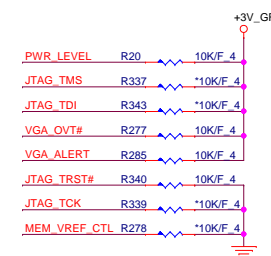 +3V_GF
PWR_LEVEL R20 10K/F_4
JTAG_TMS R337 *10K/F_4
JTAG_TDI R343 *10K/F_4
VGA_OVT# R277 10K/F_4
VGA_ALERT R285 10K/F_4
JTAG_TRST# R340 10K/F_4
JTAG_TCK R339 *10K/F_4
MEM_VREF_CTL R278 *10K/F_4